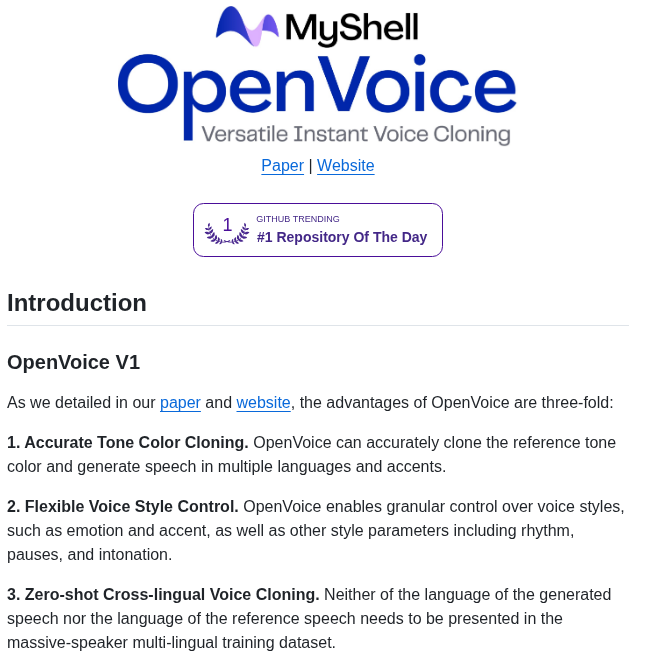 MyShell
OpenVoice
Versatile Instant Voice Cloning
Paper | Website
1
GITHUB TRENDING
#1 Repository Of The Day
Introduction
OpenVoice V1
As we detailed in our paper and website, the advantages of OpenVoice are three-fold:
1. Accurate Tone Color Cloning. OpenVoice can accurately clone the reference tone
color and generate speech in multiple languages and accents.
2. Flexible Voice Style Control. OpenVoice enables granular control over voice styles,
such as emotion and accent, as well as other style parameters including rhythm,
pauses, and intonation.
3. Zero-shot Cross-lingual Voice Cloning. Neither of the language of the generated
speech nor the language of the reference speech needs to be presented in the
massive-speaker multi-lingual training dataset.